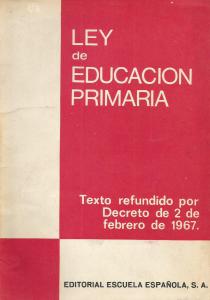 LEY
de
EDUCACION
PRIMARIA
Texto refundido por
Decreto de 2 de
febrero de 1967.
EDITORIAL ESCUELA ESPAÑOLA, S. A.